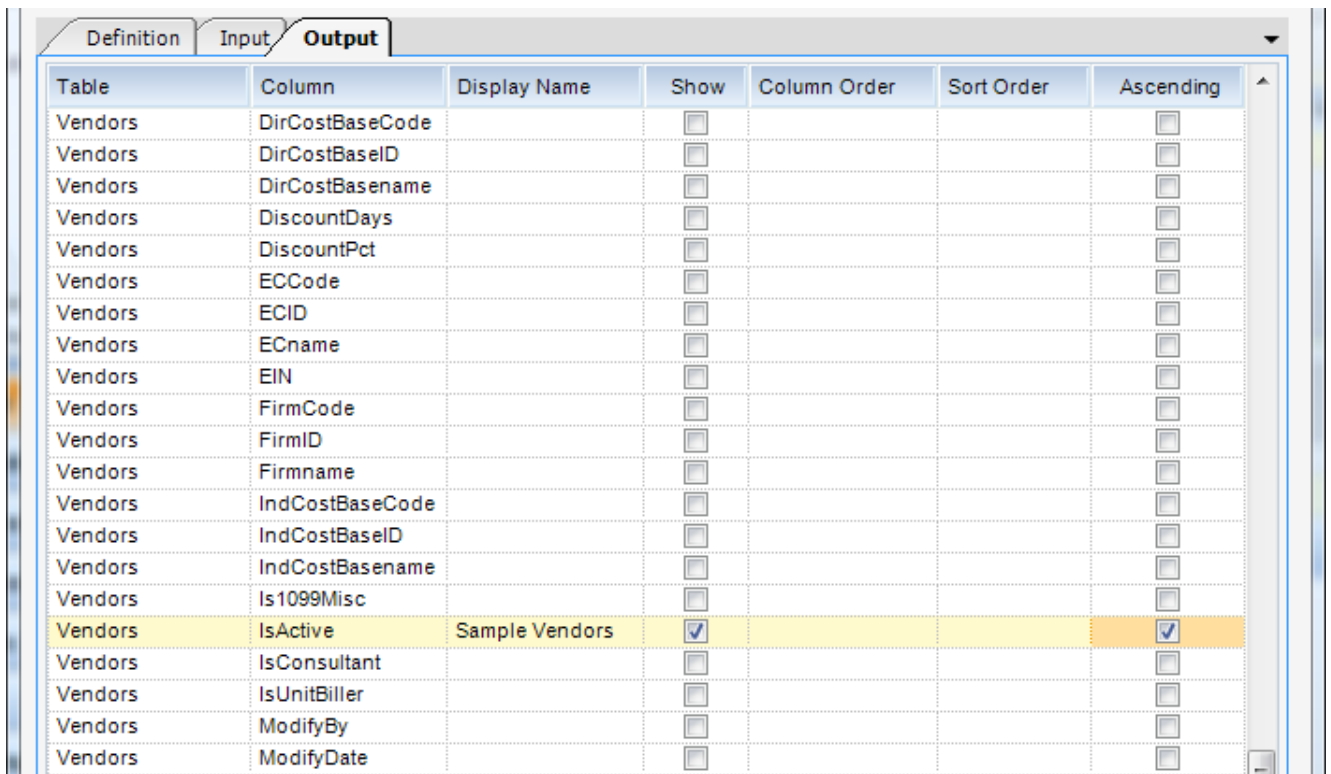 Definition Input Output
Table Column Display Name Show Column Order Sort Order Ascending
Vendors DirCostBaseCode
Vendors DirCostBaseID
Vendors DirCostBasename
Vendors DiscountDays
Vendors DiscountPct
Vendors ECCode
Vendors ECID
Vendors ECname
Vendors EIN
Vendors FirmCode
Vendors FirmID
Vendors Firmname
Vendors IndCostBaseCode
Vendors IndCostBaseID
Vendors IndCostBasename
Vendors Is1099Misc
Vendors IsActive Sample Vendors
Vendors IsConsultant
Vendors IsUnitBiller
Vendors ModifyBy
Vendors ModifyDate